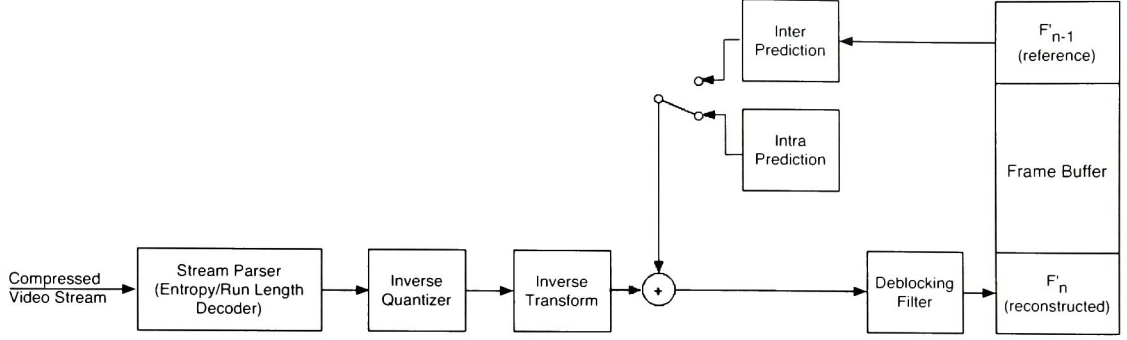 Inter
Prediction
F'n-1
(reference)
Intra
Prediction
Frame Buffer
Compressed
Video Stream
Stream Parser
(Entropy/Run Length
Decoder)
Inverse
Quantizer
Inverse
Transform
+
Deblocking
Filter
F'n
(reconstructed)